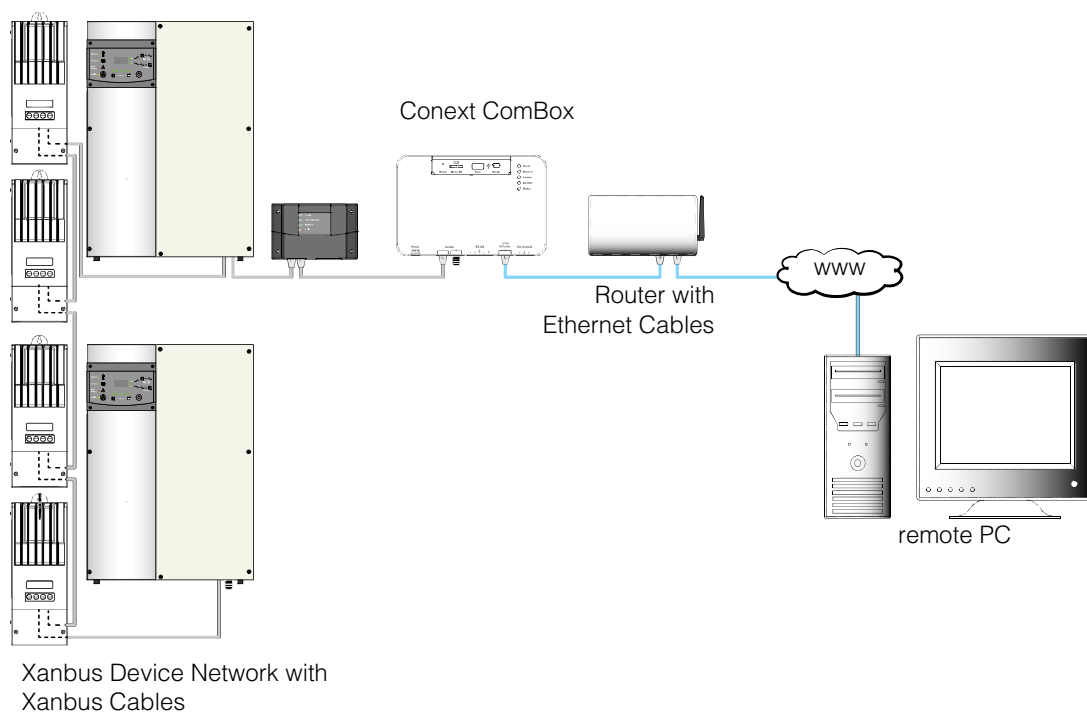 Conext ComBox
WWW
Router with
Ethernet Cables
remote PC
Xanbus Device Network with
Xanbus Cables